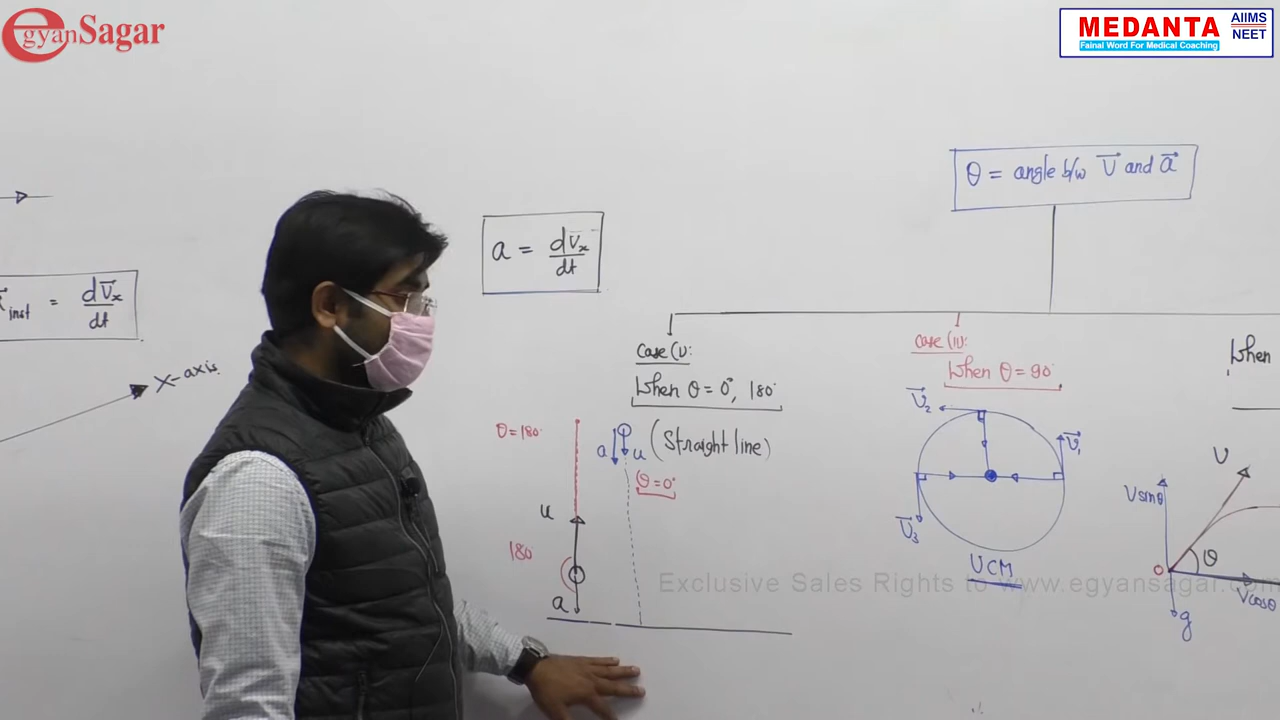 egyanSagar
MEDANTA
AIIMS
NEET
Fainal Word For Medical Coaching
θ = angle b/w V⃗ and a⃗
a = dv⃗x/dt
inst = dV⃗x/dt
X-axis
Case (i):
When θ = 0°, 180°
Case (ii):
When θ = 90°
When
θ = 180°
a
u
(Straight line)
θ = 0°
u
180
a
V⃗2
V⃗1
V⃗3
UCM
V
Vsinθ
O
θ
Vcosθ
g
Exclusive Sales Rights to www.egyansagar.com